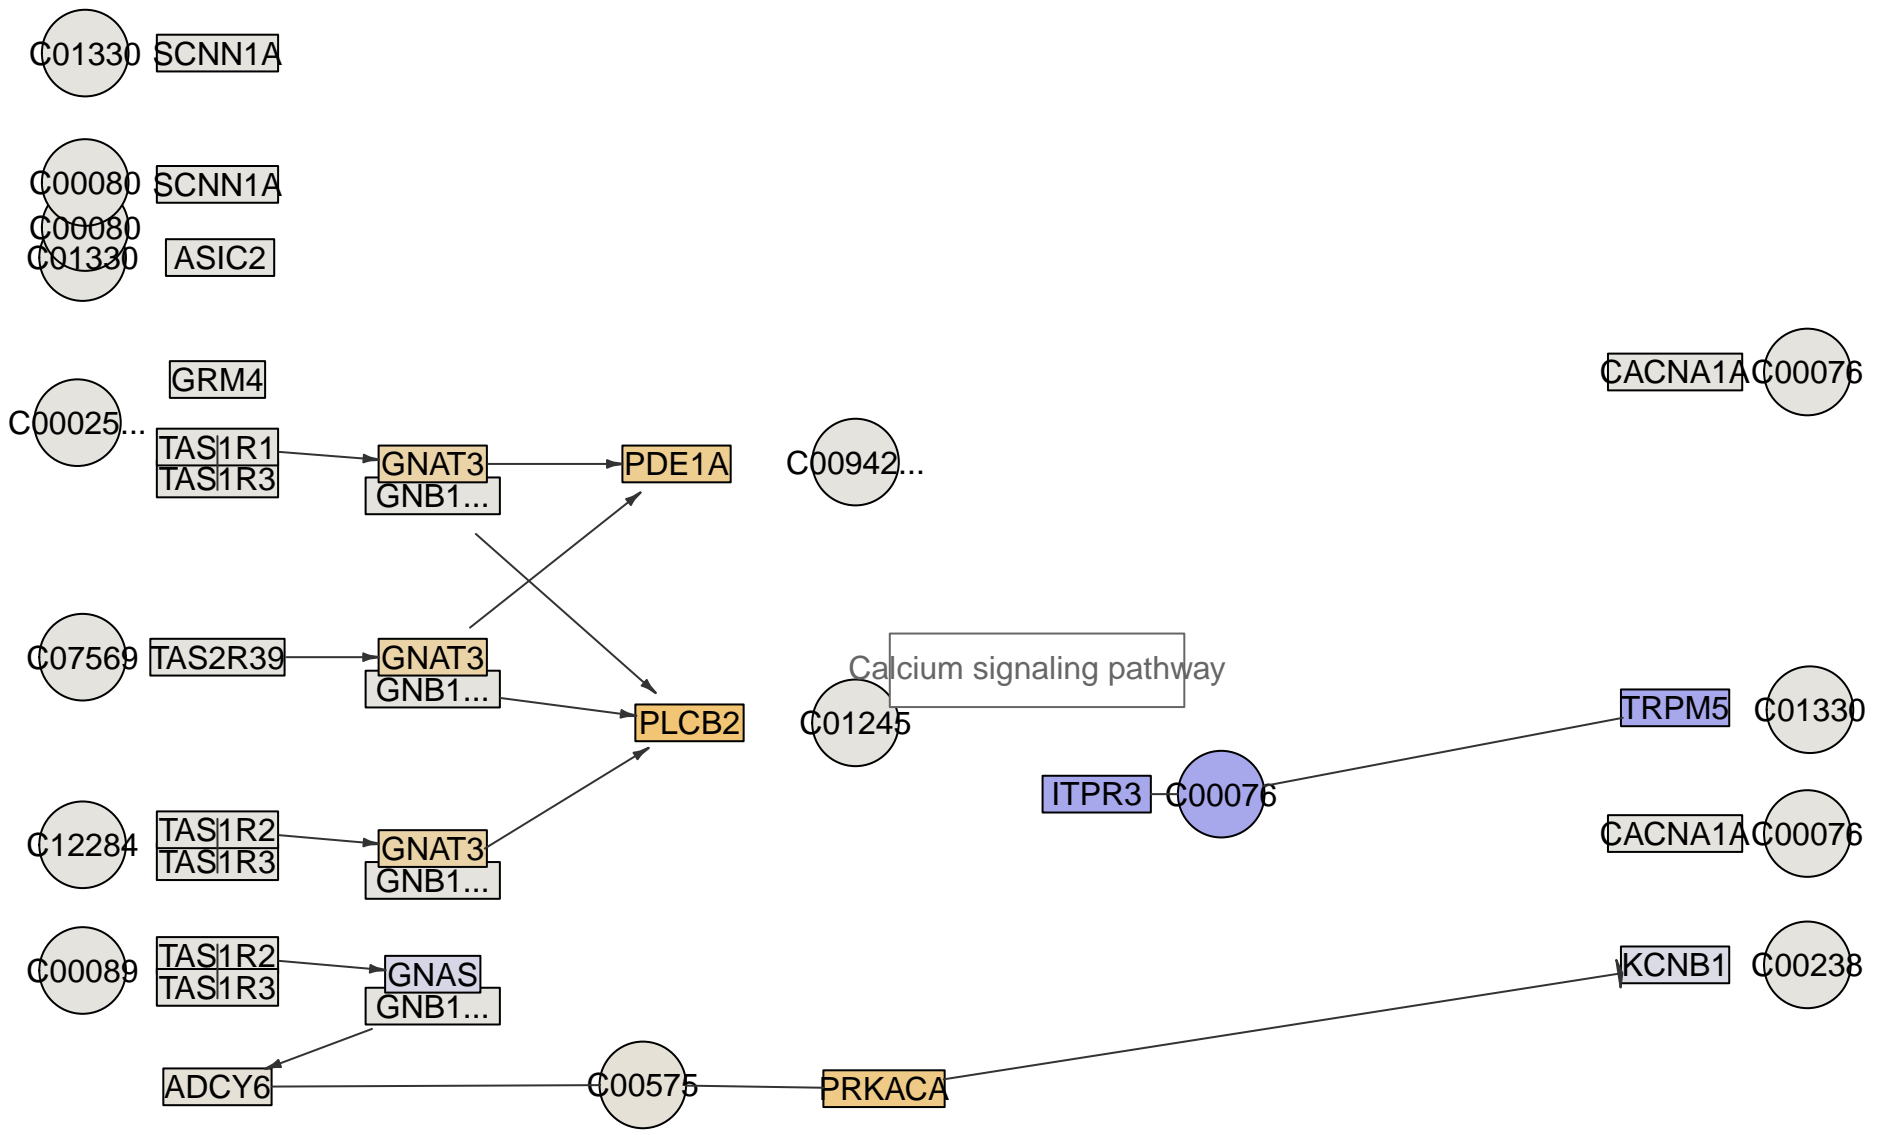 C01330 SCNN1A
C00080 SCNN1A
C00080
C01330 ASIC2
GRM4
CACNA1A C00076
C00025...
TAS1R1
TAS1R3
GNAT3
GNB1...
PDE1A
C00942...
C07569 TAS2R39
GNAT3
GNB1...
Calcium signaling pathway
PLCB2
C01245
TRPM5 C01330
ITPR3 C00076
C12284
TAS1R2
TAS1R3
GNAT3
GNB1...
CACNA1A C00076
C00089
TAS1R2
TAS1R3
GNAS
GNB1...
KCNB1 C00238
ADCY6 C00575 PRKACA